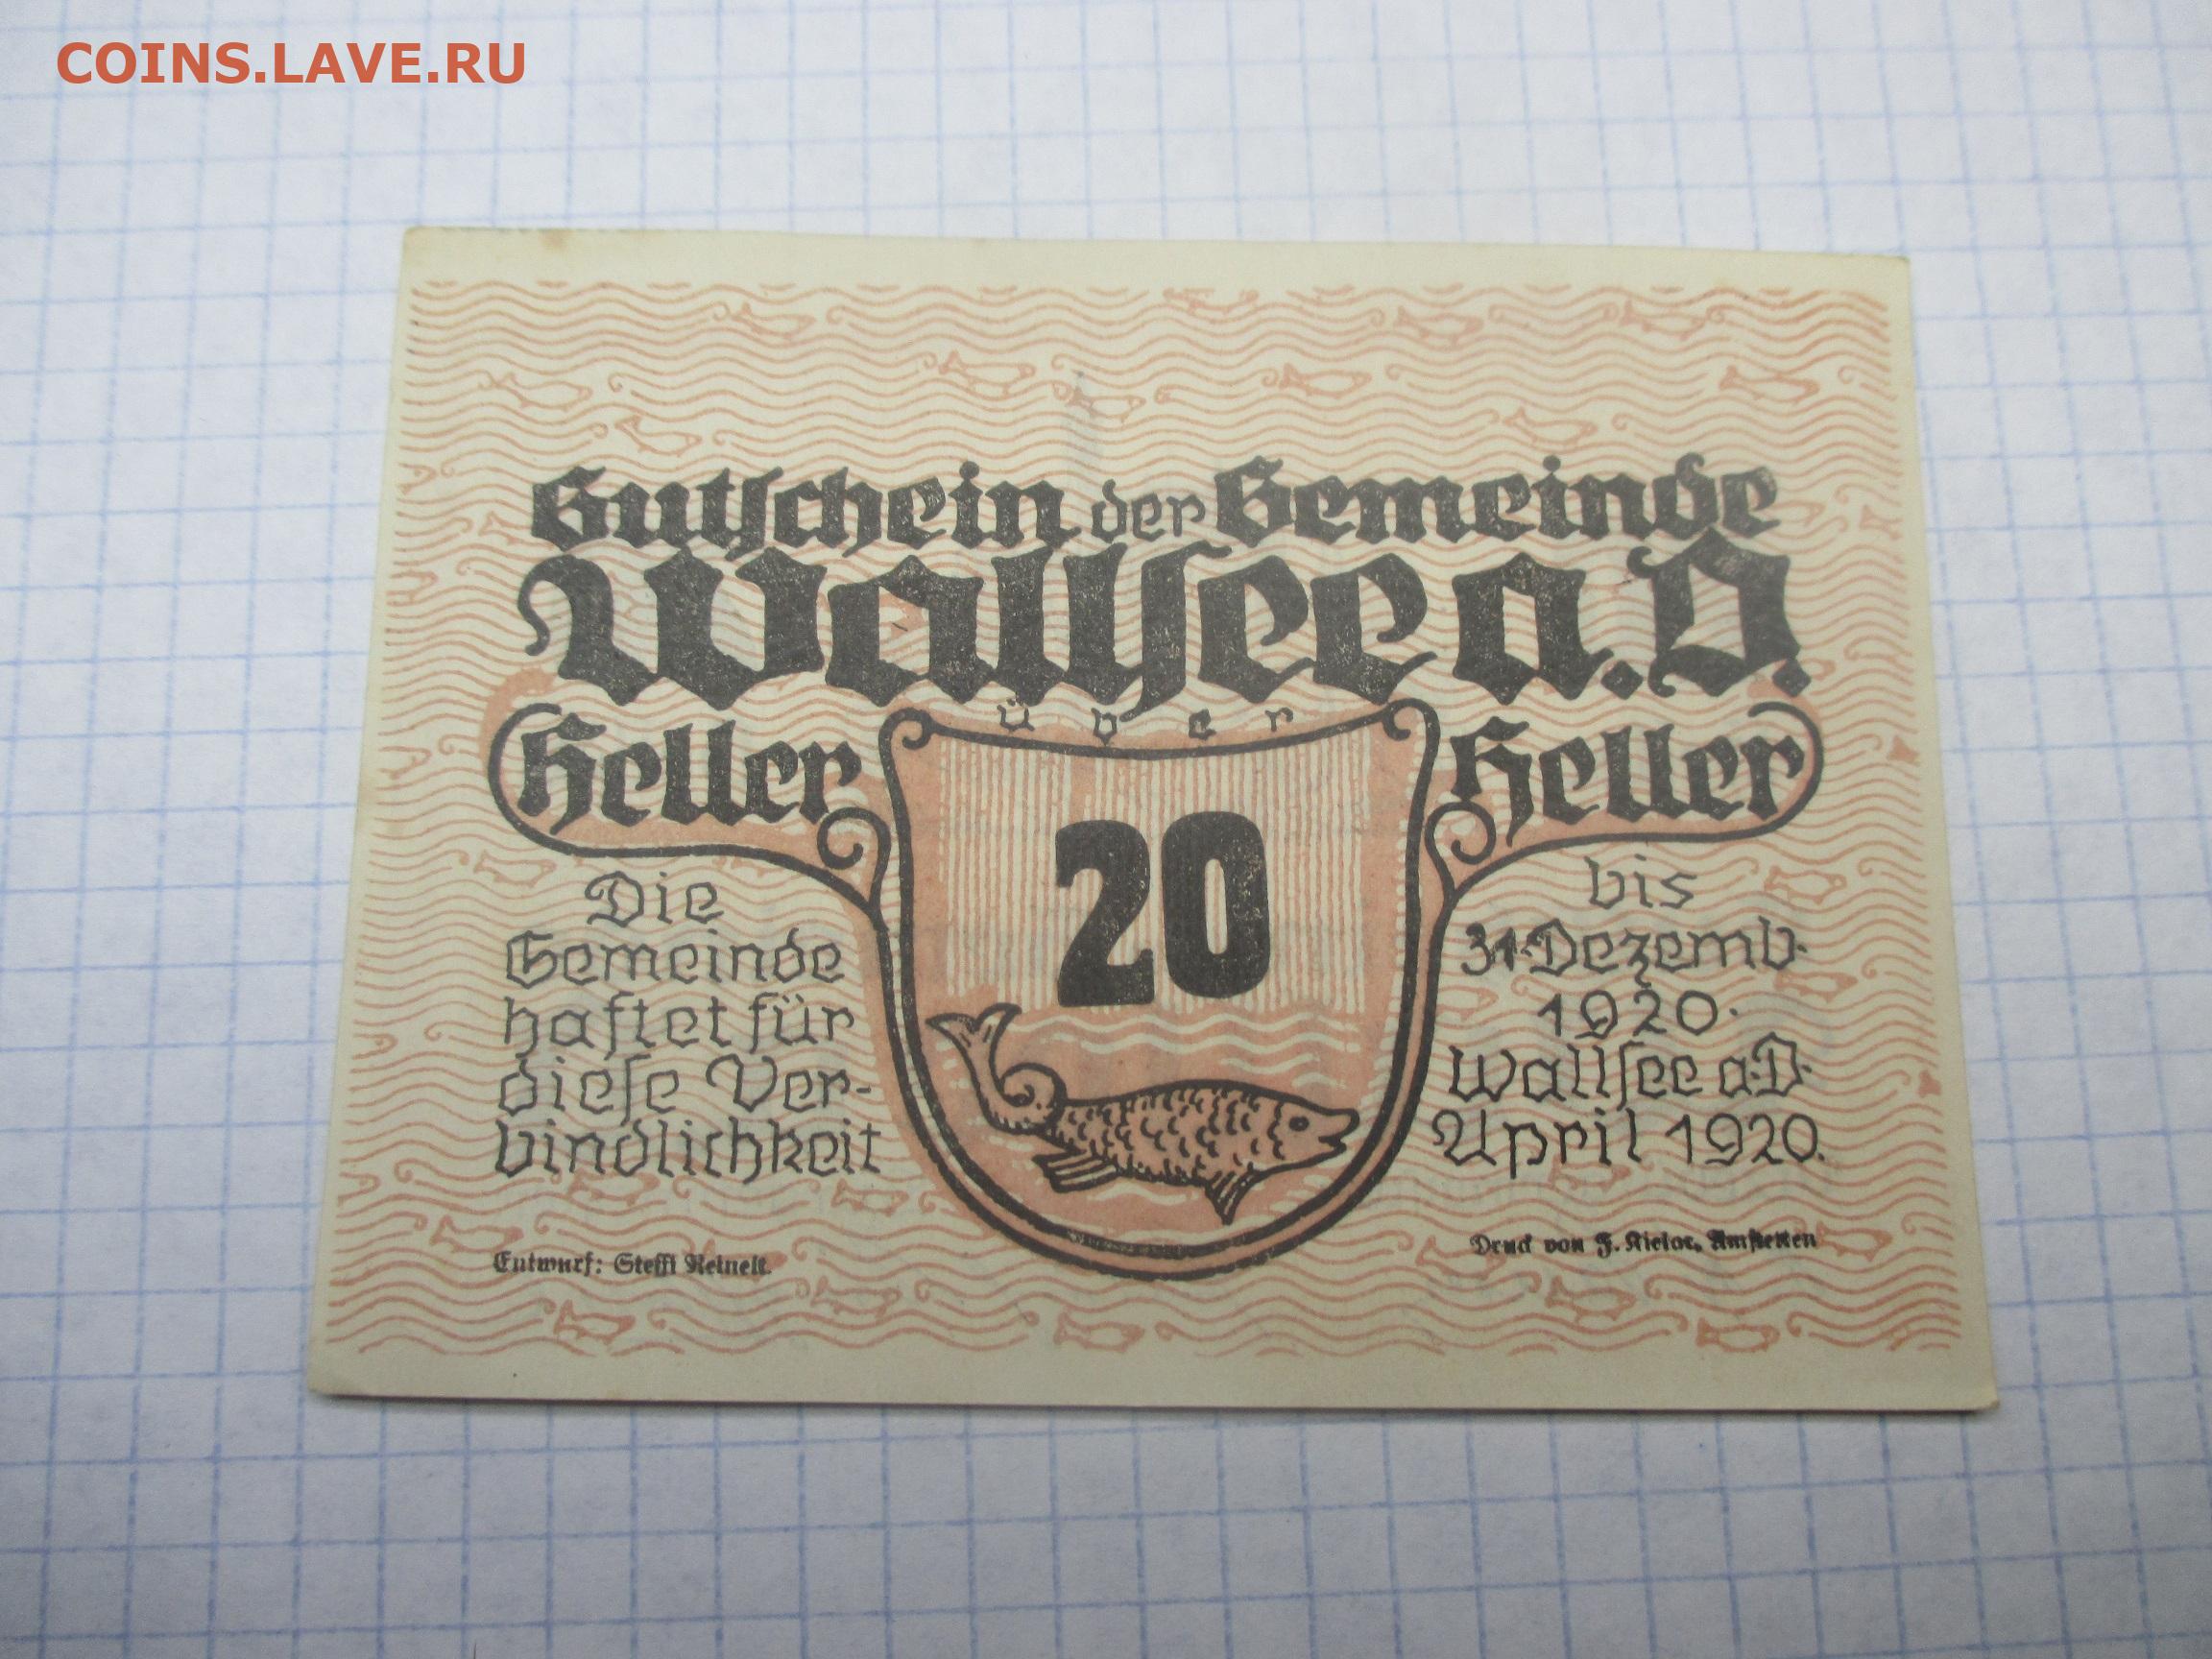 COINS.LAVE.RU
Gutschein der Gemeinde
Wallsee a.D.
über
Heller
20
Heller
Die
Gemeinde
haftet für
diese Ver-
bindlichkeit
bis
31. Dezemb.
1920.
Wallsee a.D.
April 1920.
Entwurf: Steffi Reinelt.
Druck von F. Kielar, Amstetten